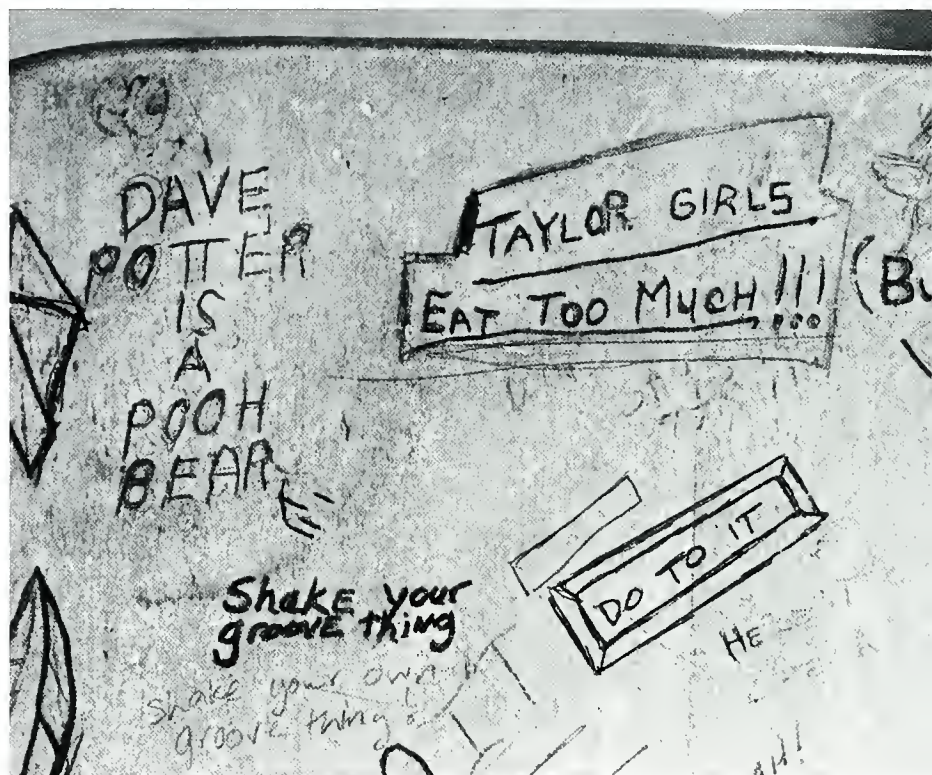 DAVE
POTTER
IS
A
POOH
BEAR
TAYLOR GIRLS
EAT TOO MUCH!!!
DO TO IT
Shake your
groove thing
shake your own
groove thing
HE